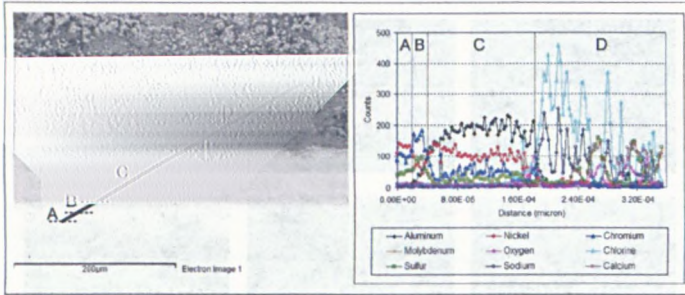 C
B
A
200µm
Electron Image 1
A B C D
500
400
300
200
100
0
Counts
0.00E+00 8.00E-05 1.60E-04 2.40E-04 3.20E-04
Distance (micron)
Aluminum Nickel Chromium
Molybdenum Oxygen Chlorine
Sulfur Sodium Calcium